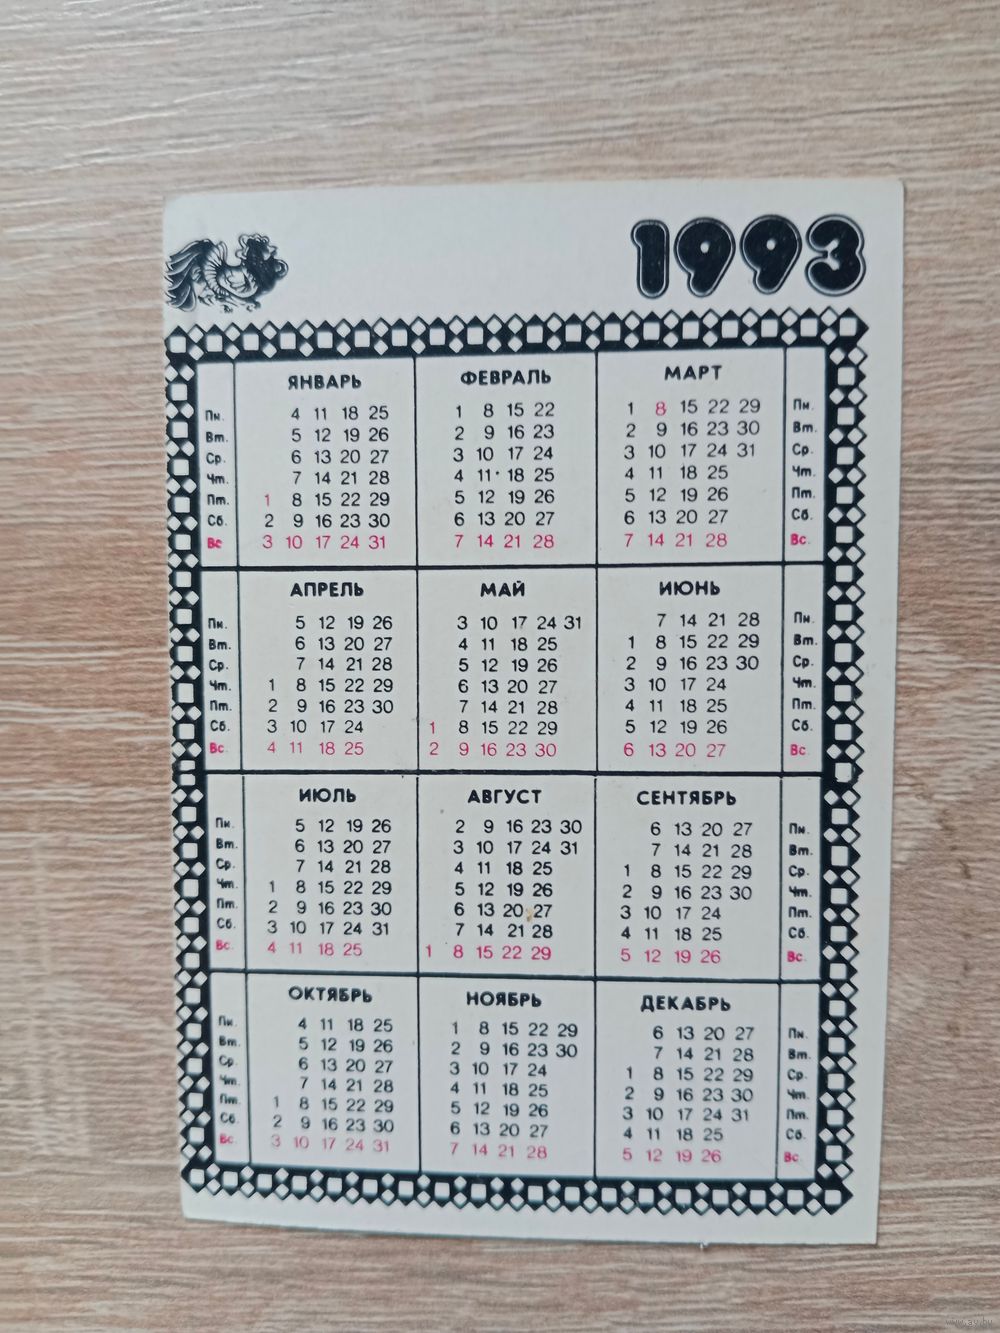 1993
ЯНВАРЬ ФЕВРАЛЬ МАРТ
Пн. 4 11 18 25 1 8 15 22 1 8 15 22 29 Пн.
Вт. 5 12 19 26 2 9 16 23 2 9 16 23 30 Вт.
Ср. 6 13 20 27 3 10 17 24 3 10 17 24 31 Ср.
Чт. 7 14 21 28 4 11 18 25 4 11 18 25 Чт.
Пт. 1 8 15 22 29 5 12 19 26 5 12 19 26 Пт.
Сб. 2 9 16 23 30 6 13 20 27 6 13 20 27 Сб.
Вс 3 10 17 24 31 7 14 21 28 7 14 21 28 Вс.
АПРЕЛЬ МАЙ ИЮНЬ
Пн. 5 12 19 26 3 10 17 24 31 7 14 21 28 Пн.
Вт. 6 13 20 27 4 11 18 25 1 8 15 22 29 Вт.
Ср. 7 14 21 28 5 12 19 26 2 9 16 23 30 Ср.
Чт. 1 8 15 22 29 6 13 20 27 3 10 17 24 Чт.
Пт. 2 9 16 23 30 7 14 21 28 4 11 18 25 Пт.
Сб. 3 10 17 24 1 8 15 22 29 5 12 19 26 Сб.
Вс. 4 11 18 25 2 9 16 23 30 6 13 20 27 Вс.
ИЮЛЬ АВГУСТ СЕНТЯБРЬ
Пн. 5 12 19 26 2 9 16 23 30 6 13 20 27 Пн.
Вт. 6 13 20 27 3 10 17 24 31 7 14 21 28 Вт.
Ср. 7 14 21 28 4 11 18 25 1 8 15 22 29 Ср.
Чт. 1 8 15 22 29 5 12 19 26 2 9 16 23 30 Чт.
Пт. 2 9 16 23 30 6 13 20 27 3 10 17 24 Пт.
Сб. 3 10 17 24 31 7 14 21 28 4 11 18 25 Сб.
Вс. 4 11 18 25 1 8 15 22 29 5 12 19 26 Вс.
ОКТЯБРЬ НОЯБРЬ ДЕКАБРЬ
Пн. 4 11 18 25 1 8 15 22 29 6 13 20 27 Пн.
Вт. 5 12 19 26 2 9 16 23 30 7 14 21 28 Вт.
Ср. 6 13 20 27 3 10 17 24 1 8 15 22 29 Ср.
Чт. 7 14 21 28 4 11 18 25 2 9 16 23 30 Чт.
Пт. 1 8 15 22 29 5 12 19 26 3 10 17 24 31 Пт.
Сб. 2 9 16 23 30 6 13 20 27 4 11 18 25 Сб.
Вс. 3 10 17 24 31 7 14 21 28 5 12 19 26 Вс.